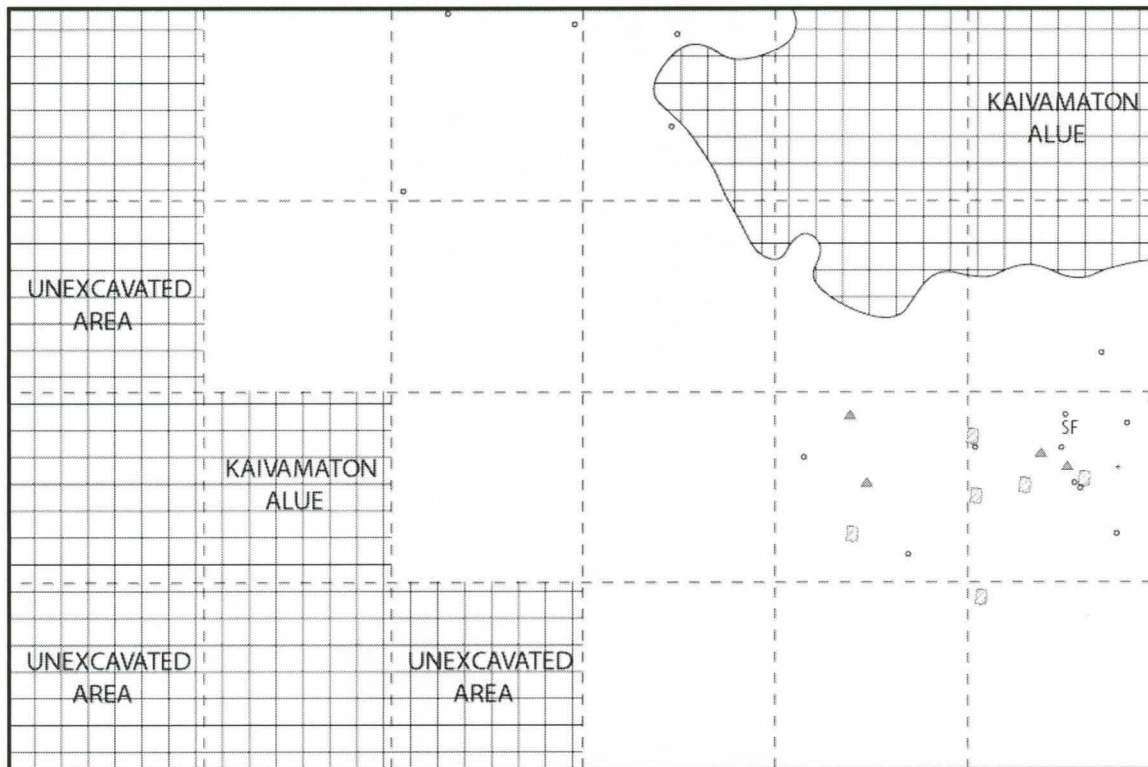 KAIVAMATON
ALUE
UNEXCAVATED
AREA
SF
KAIVAMATON
ALUE
UNEXCAVATED
AREA
UNEXCAVATED
AREA